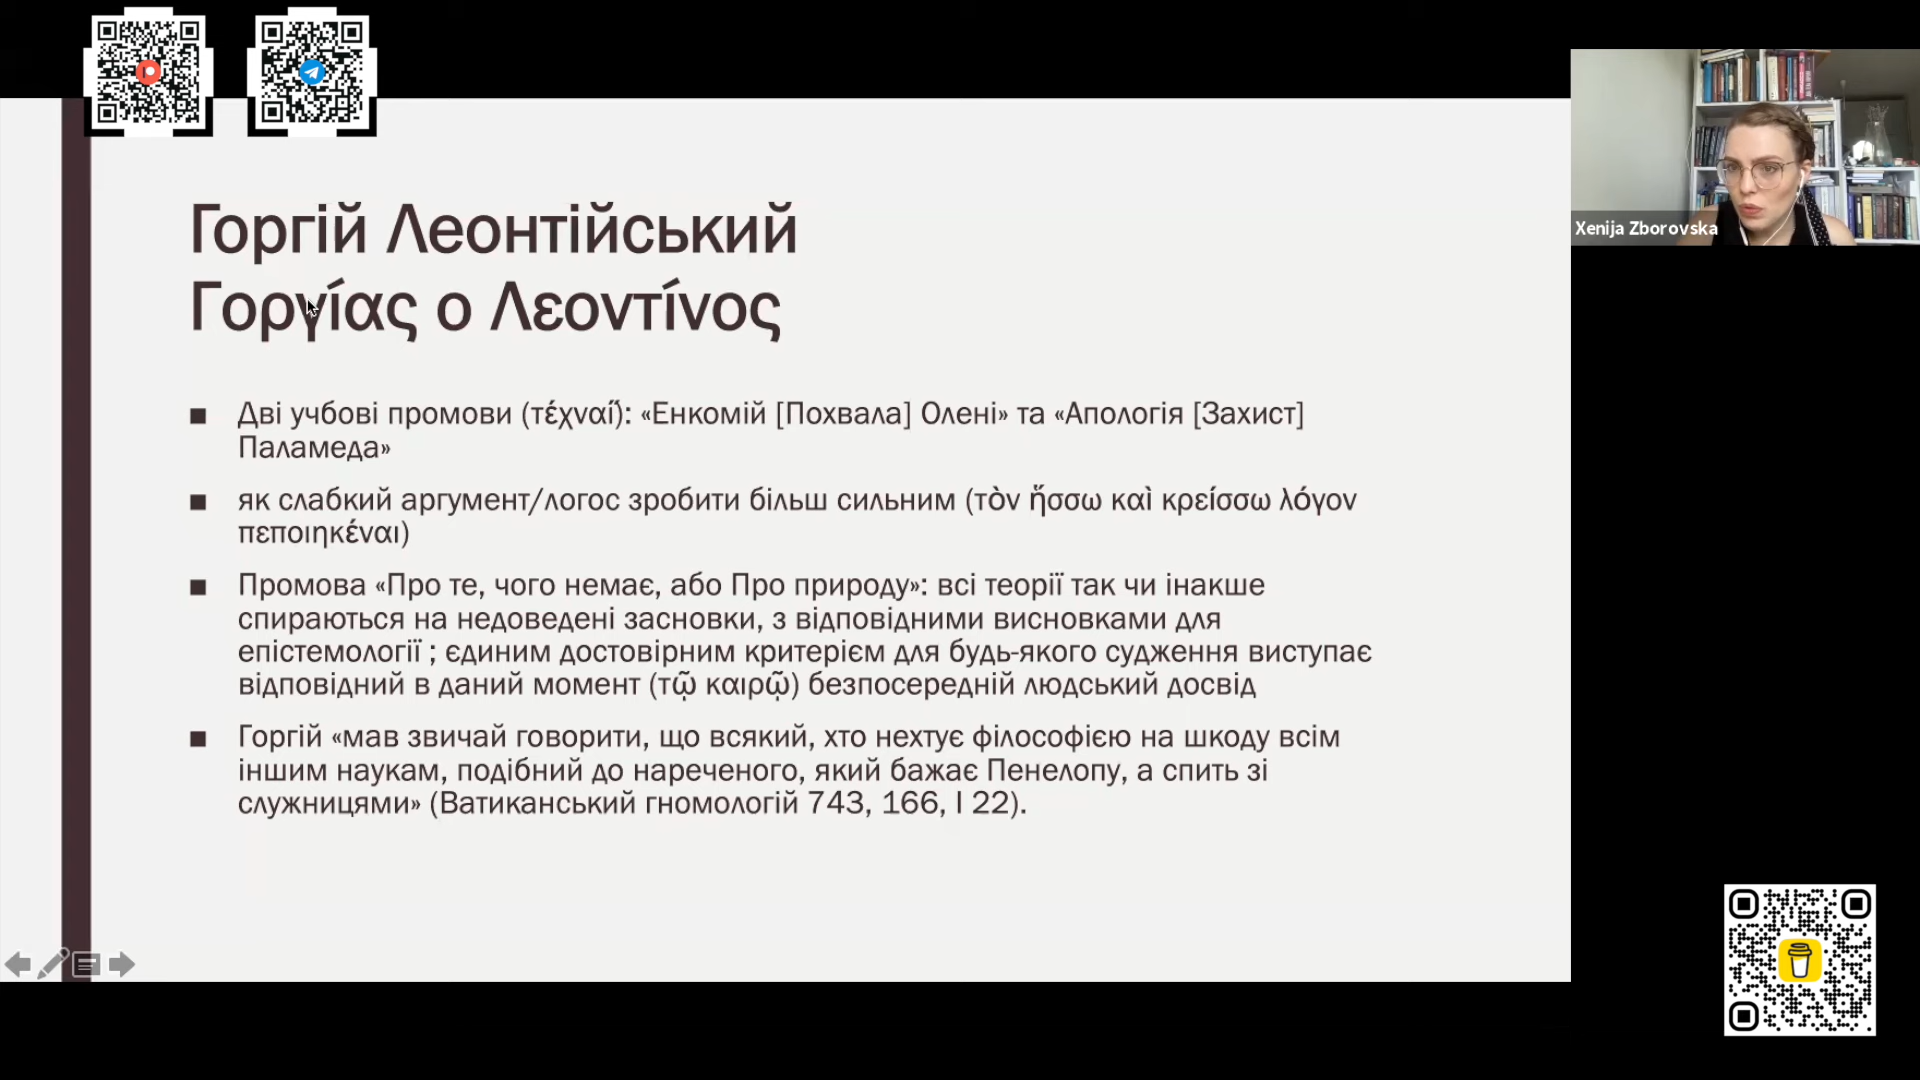 Горгій Леонтійський
Γοργίας ο Λεοντίνος
Xenija Zborovska
■ Дві учбові промови (τέχναἵ): «Енкомій [Похвала] Олені» та «Апологія [Захист]
Паламеда»
■ як слабкий аргумент/логос зробити більш сильним (τὸν ἥσσω καὶ κρείσσω λόγον
πεποιηκέναι)
■ Промова «Про те, чого немає, або Про природу»: всі теорії так чи інакше
спираються на недоведені засновки, з відповідними висновками для
епістемології ; єдиним достовірним критерієм для будь-якого судження виступає
відповідний в даний момент (τῷ καιρῷ) безпосередній людський досвід
■ Горгій «мав звичай говорити, що всякий, хто нехтує філософією на шкоду всім
іншим наукам, подібний до нареченого, який бажає Пенелопу, а спить зі
служницями» (Ватиканський гномологій 743, 166, I 22).